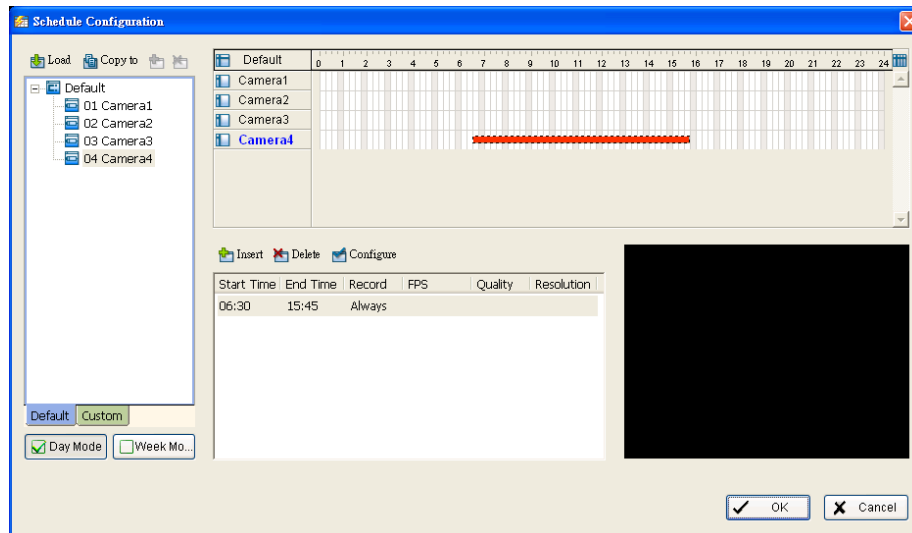 Schedule Configuration
Load Copy to
Default
01 Camera1
02 Camera2
03 Camera3
04 Camera4
Default Custom
Day Mode Week Mo...
Default 0 1 2 3 4 5 6 7 8 9 10 11 12 13 14 15 16 17 18 19 20 21 22 23 24
Camera1
Camera2
Camera3
Camera4
Insert Delete Configure
Start Time End Time Record FPS Quality Resolution
06:30 15:45 Always
OK Cancel